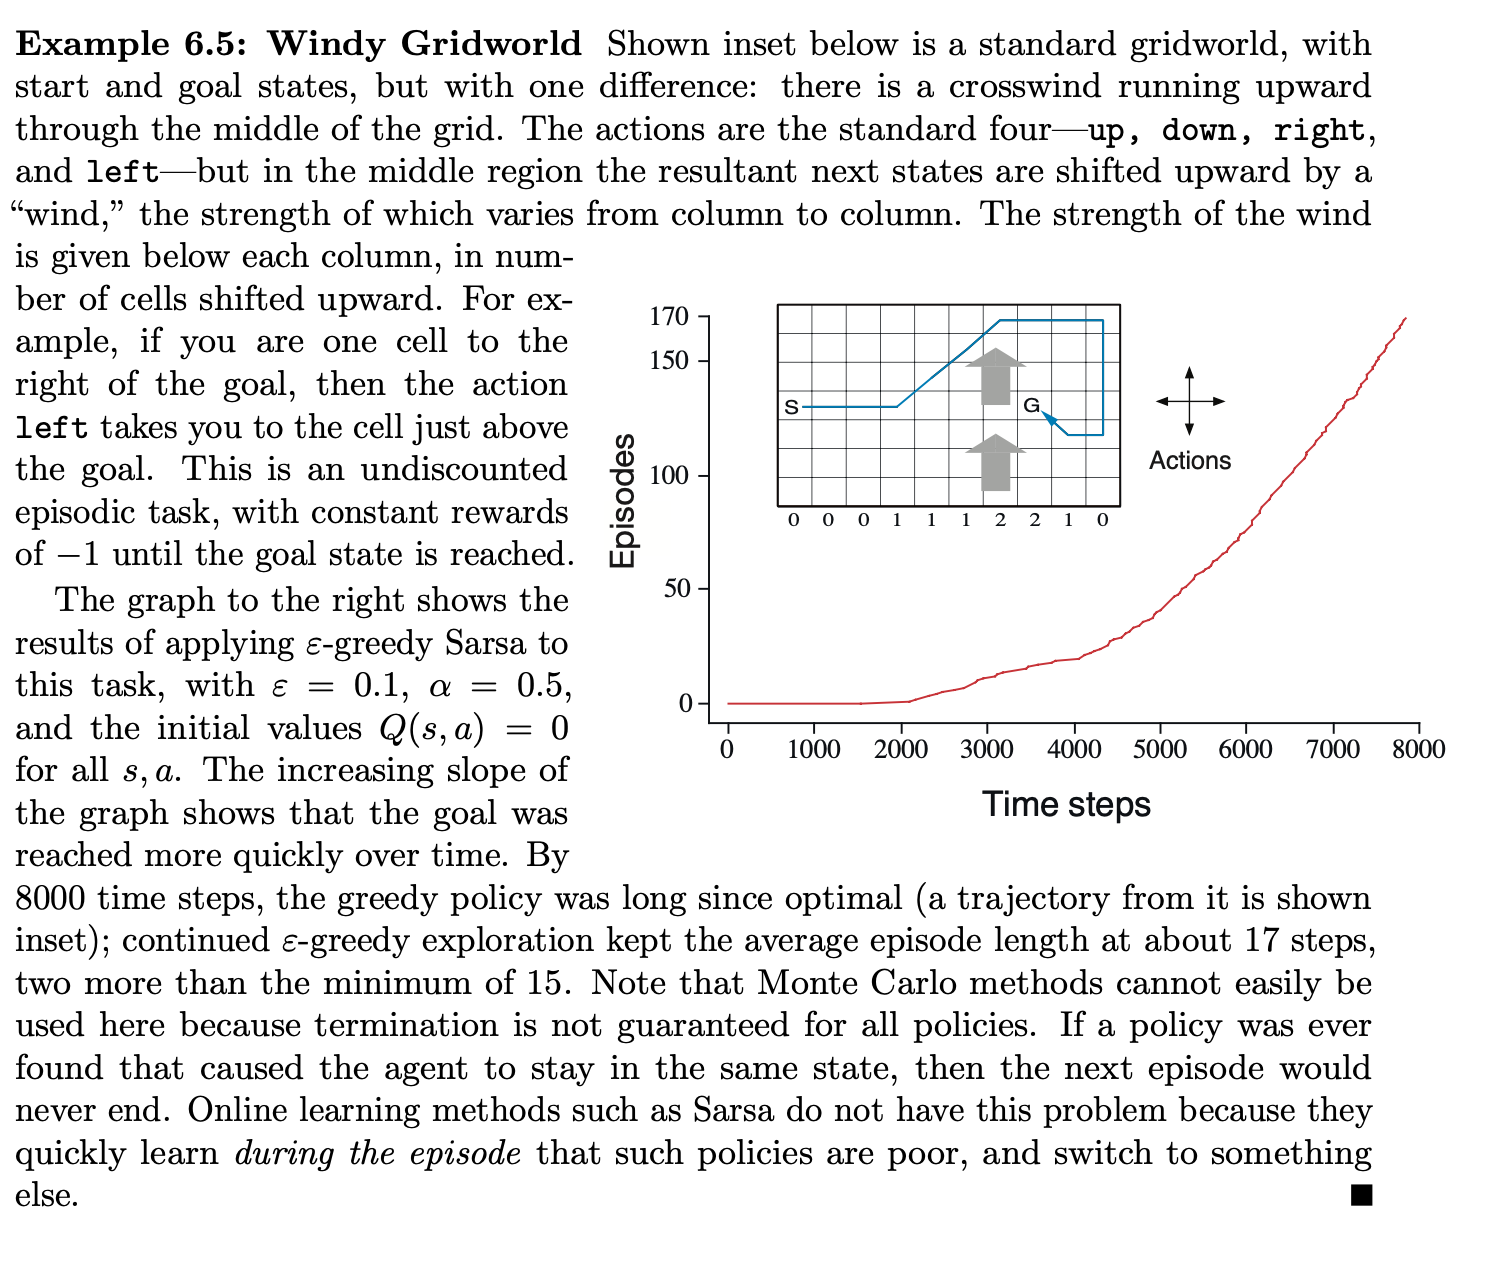 Example 6.5: Windy Gridworld Shown inset below is a standard gridworld, with
start and goal states, but with one difference: there is a crosswind running upward
through the middle of the grid. The actions are the standard four—up, down, right,
and left—but in the middle region the resultant next states are shifted upward by a
“wind,” the strength of which varies from column to column. The strength of the wind
is given below each column, in num-
ber of cells shifted upward. For ex-
ample, if you are one cell to the
right of the goal, then the action
left takes you to the cell just above
the goal. This is an undiscounted
episodic task, with constant rewards
of −1 until the goal state is reached.
The graph to the right shows the
results of applying ε-greedy Sarsa to
this task, with ε = 0.1, α = 0.5,
and the initial values Q(s, a) = 0
for all s, a. The increasing slope of
the graph shows that the goal was
reached more quickly over time. By
170
150
100
50
0
Episodes
S
G
0 0 0 1 1 1 2 2 1 0
Actions
0 1000 2000 3000 4000 5000 6000 7000 8000
Time steps
8000 time steps, the greedy policy was long since optimal (a trajectory from it is shown
inset); continued ε-greedy exploration kept the average episode length at about 17 steps,
two more than the minimum of 15. Note that Monte Carlo methods cannot easily be
used here because termination is not guaranteed for all policies. If a policy was ever
found that caused the agent to stay in the same state, then the next episode would
never end. Online learning methods such as Sarsa do not have this problem because they
quickly learn during the episode that such policies are poor, and switch to something
else.